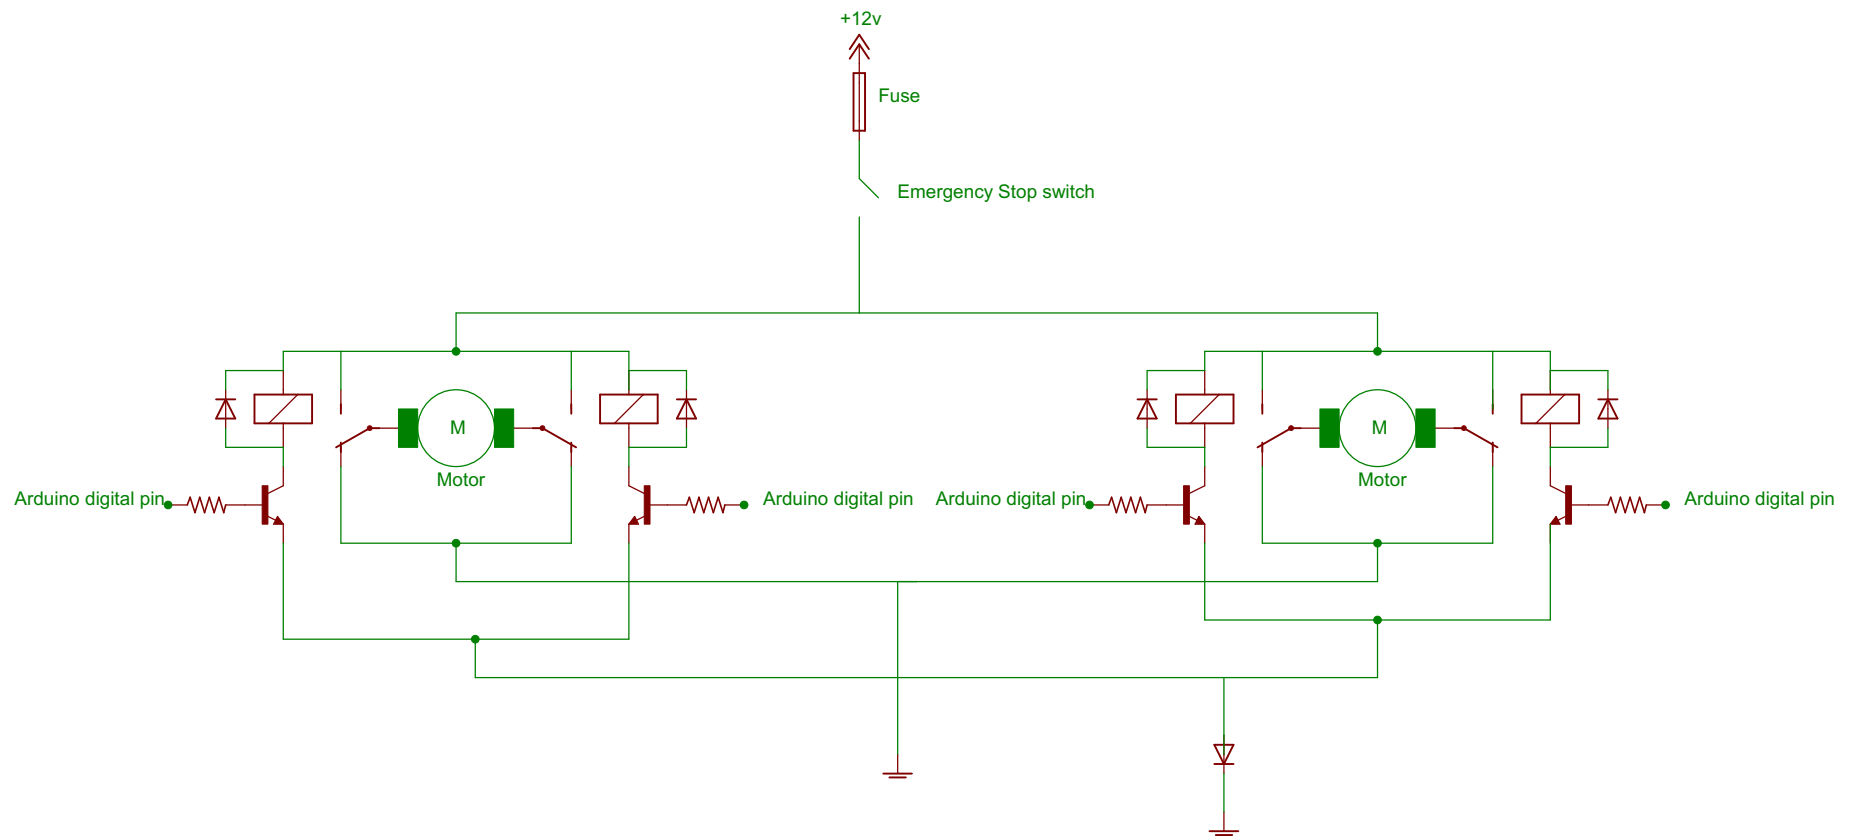 +12v
Fuse
Emergency Stop switch
M
M
Motor
Motor
Arduino digital pin
Arduino digital pin
Arduino digital pin
Arduino digital pin